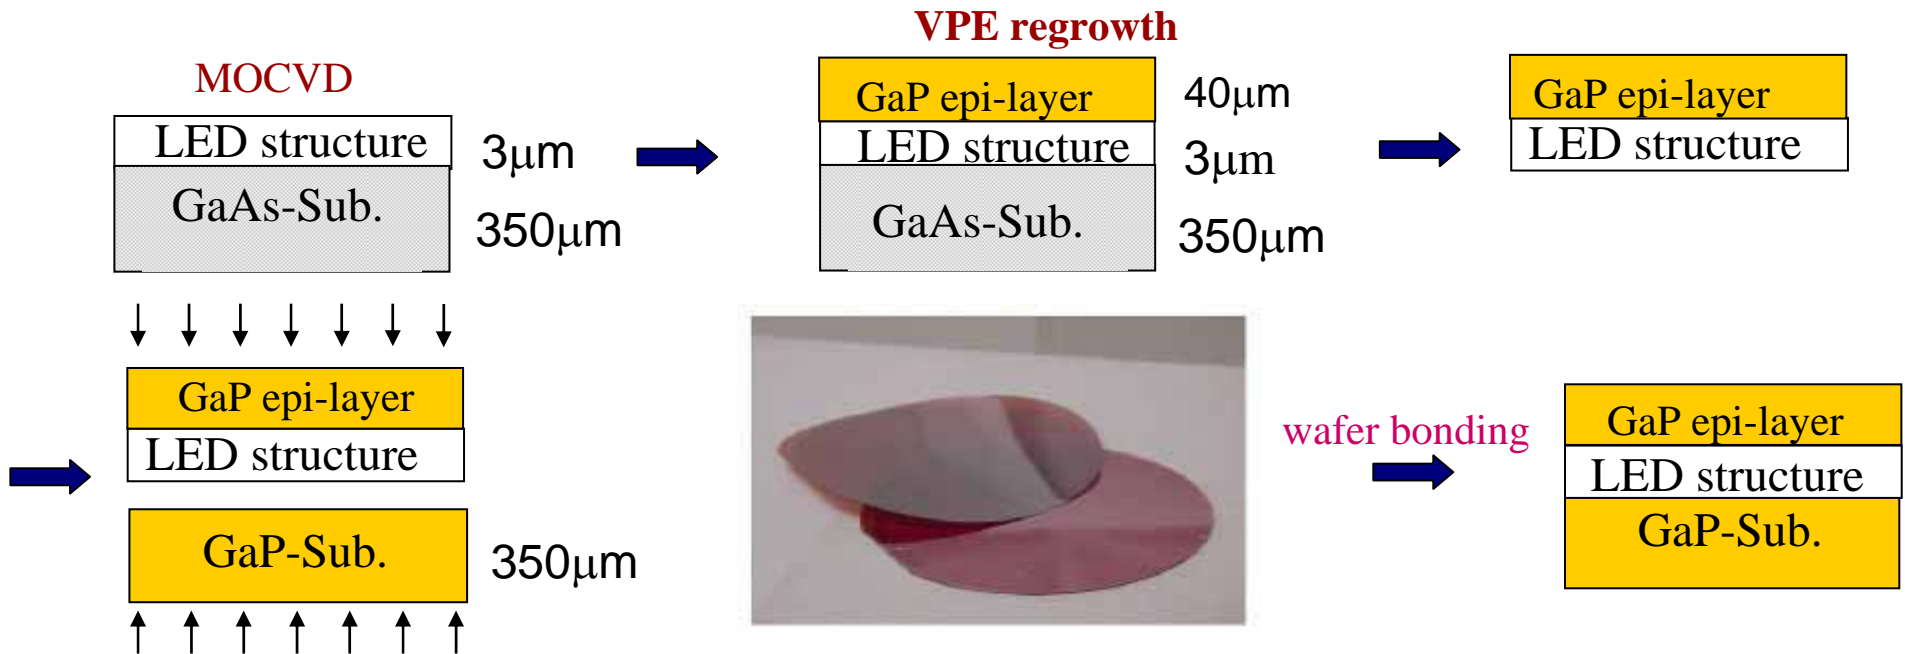 MOCVD
LED structure
3μm
GaAs-Sub.
350μm
VPE regrowth
GaP epi-layer
40μm
LED structure
3μm
GaAs-Sub.
350μm
GaP epi-layer
LED structure
GaP epi-layer
LED structure
GaP-Sub.
350μm
wafer bonding
GaP epi-layer
LED structure
GaP-Sub.